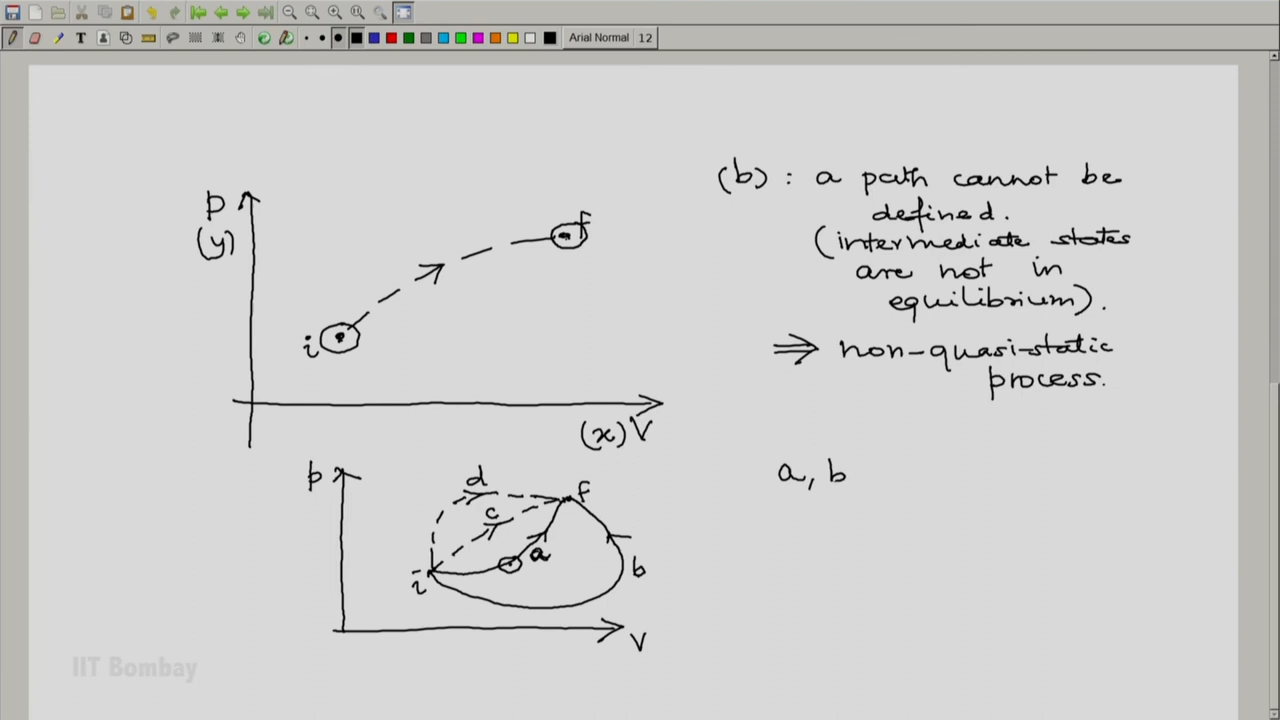 Arial Normal 12
(b) : a path cannot be
defined.
(intermediate states
are not in
equilibrium).
⇒ non-quasi-static
process.
p
(y)
f
i
(x) V
p
d
f
c
a
i
b
V
a, b
IIT Bombay